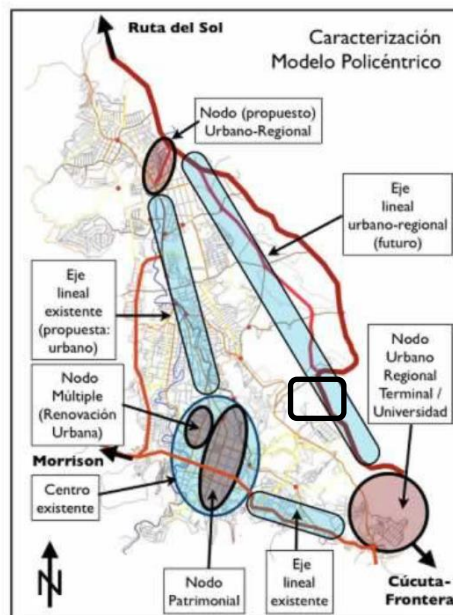 Ruta del Sol
Caracterización
Modelo Policéntrico
Nodo (propuesto)
Urbano-Regional
Eje
lineal
urbano-regional
(futuro)
Eje
lineal
existente
(propuesta:
urbano)
Nodo
Urbano
Regional
Terminal /
Universidad
Nodo
Múltiple
(Renovación
Urbana)
Morrison
Centro
existente
N
Nodo
Patrimonial
Eje
lineal
existente
Cúcuta-
Frontera